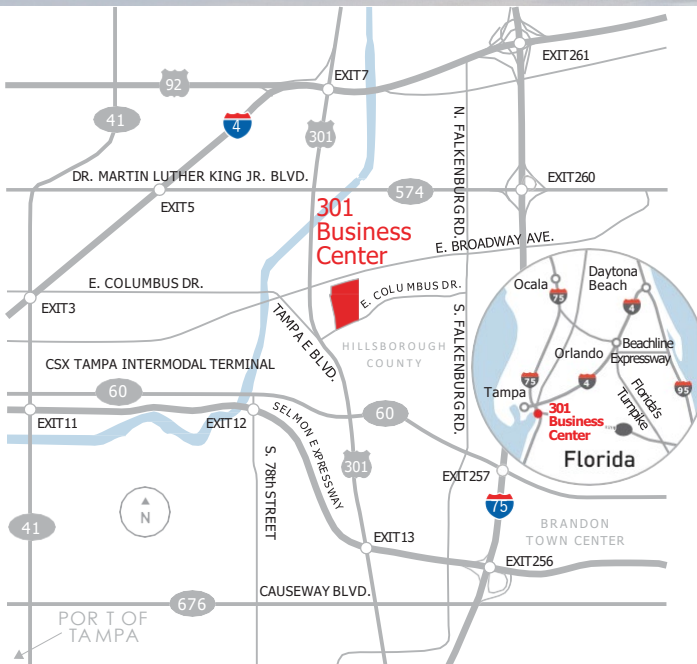 EXIT261
EXIT7
92
41
4
301
N. FALKENBURG RD.
DR. MARTIN LUTHER KING JR. BLVD.
574
EXIT260
EXIT5
301
Business
Center
E. BROADWAY AVE.
E. COLUMBUS DR.
E. COLUMBUS DR.
EXIT3
TAMPA E BLVD.
S. FALKENBURG RD.
HILLSBOROUGH
COUNTY
CSX TAMPA INTERMODAL TERMINAL
60
60
SELMON EXPRESSWAY
EXIT11
EXIT12
S. 78th STREET
301
EXIT257
75
N
41
EXIT13
BRANDON
TOWN CENTER
EXIT256
CAUSEWAY BLVD.
676
PORT OF
TAMPA
Ocala
75
Daytona
Beach
4
Orlando
Beachline
Expressway
75
4
95
Florida's
Turnpike
Tampa
301
Business
Center
Florida